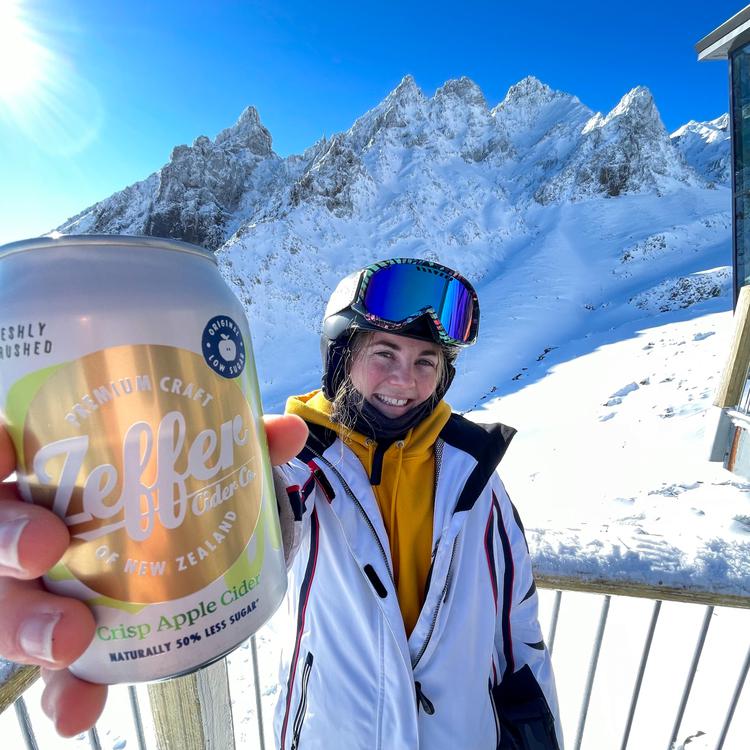 ESHLY
RUSHED
ORIGINAL
LOW SUGAR
PREMIUM CRAFT
Zeffer
Cider Co.
OF NEW ZEALAND
Crisp Apple Cider
NATURALLY 50% LESS SUGAR*